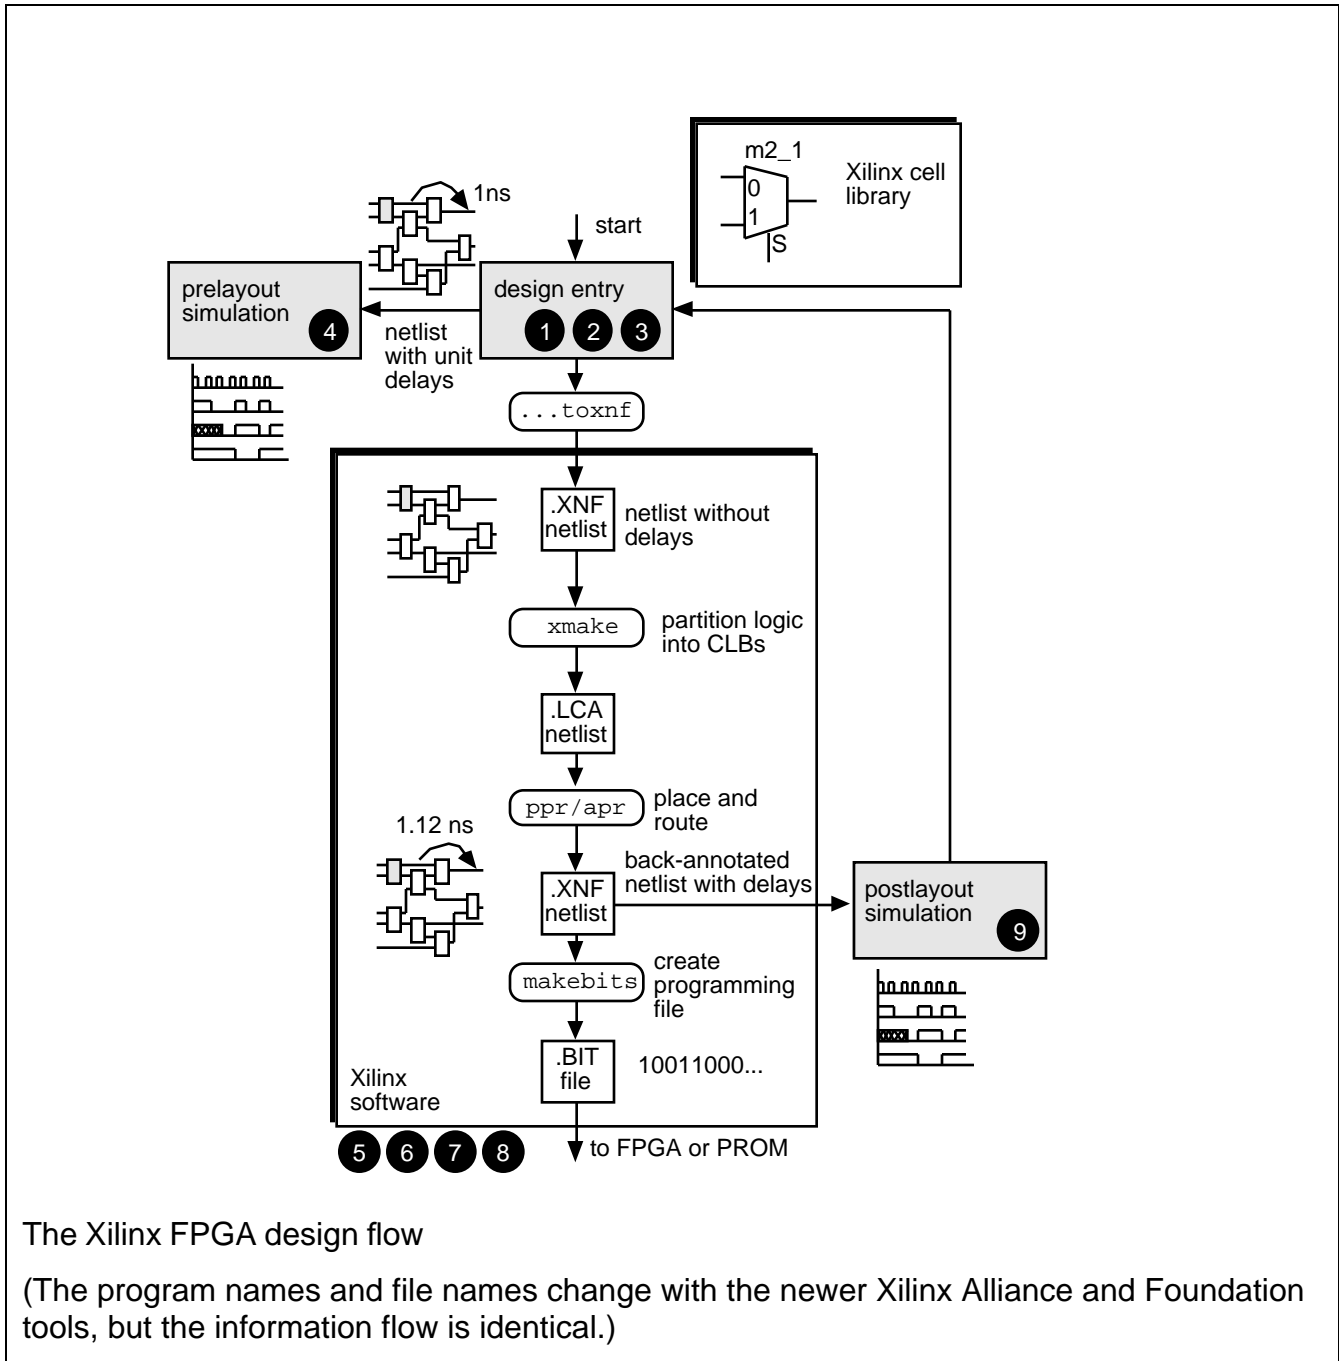 m2_1
Xilinx cell
library
0
1
S
1ns
start
prelayout
simulation
4
design entry
1 2 3
netlist
with unit
delays
...toxnf
.XNF
netlist
netlist without
delays
xmake
partition logic
into CLBs
.LCA
netlist
ppr/apr
place and
route
1.12 ns
back-annotated
netlist with delays
.XNF
netlist
postlayout
simulation
9
makebits
create
programming
file
.BIT
file
10011000...
Xilinx
software
5 6 7 8
to FPGA or PROM
The Xilinx FPGA design flow
(The program names and file names change with the newer Xilinx Alliance and Foundation
tools, but the information flow is identical.)